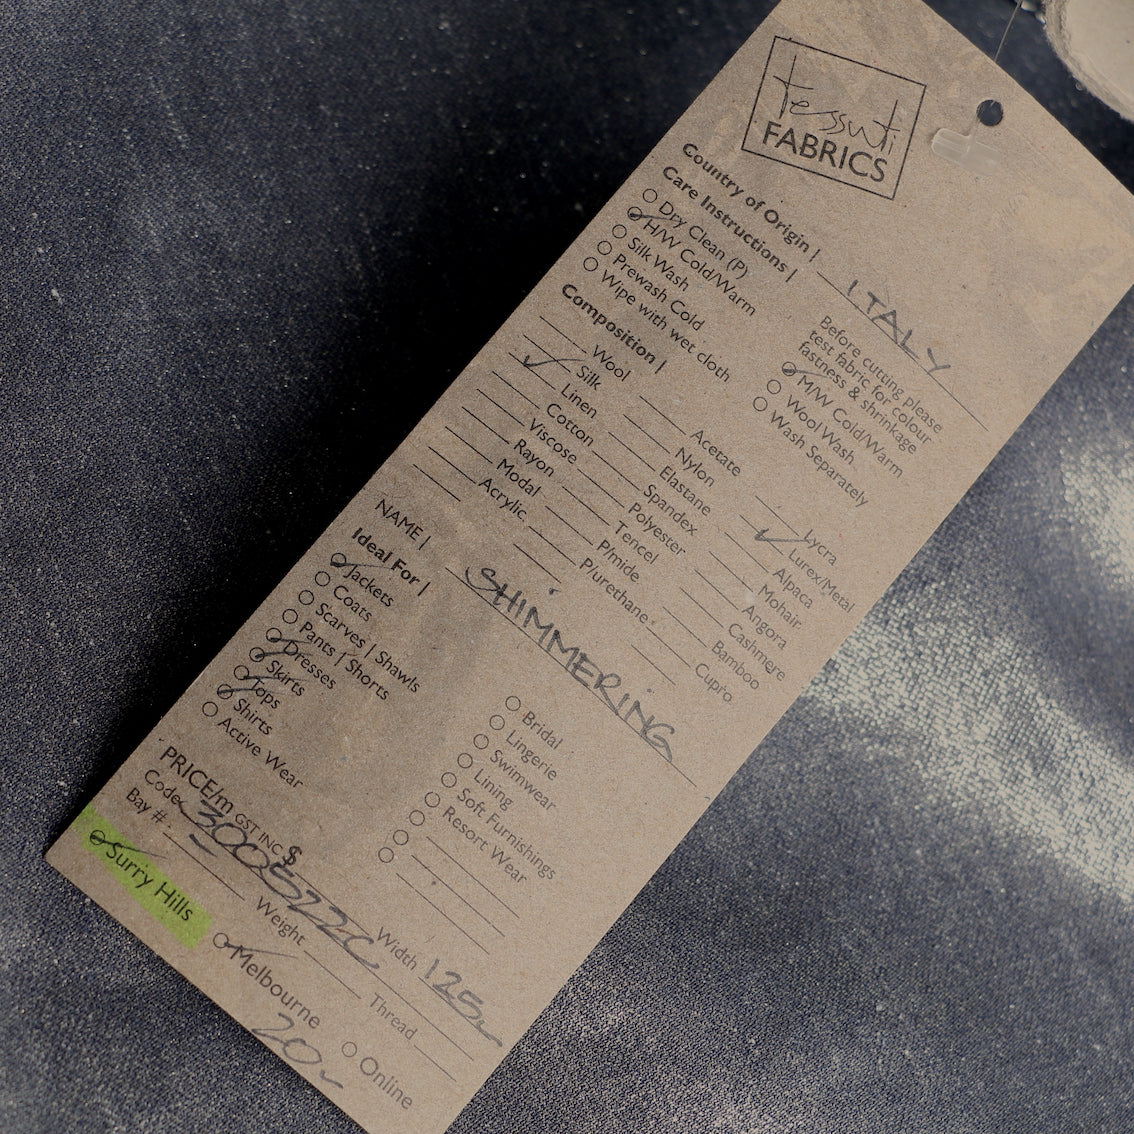 tessuti
FABRICS
Country of Origin | ITALY
Care Instructions |
Dry Clean (P)
H/W Cold/Warm
Silk Wash
Prewash Cold
Wipe with wet cloth
Before cutting please
test fabric for colour
fastness & shrinkage
M/W Cold/Warm
Wool Wash
Wash Separately
Composition |
Wool
Silk
Linen
Cotton
Viscose
Rayon
Modal
Acrylic
Acetate
Nylon
Elastane
Spandex
Polyester
Tencel
P/mide
P/urethane
Lycra
Lurex/Metal
Alpaca
Mohair
Angora
Cashmere
Bamboo
Cupro
NAME | SHIMMERING
Ideal For |
Jackets
Coats
Scarves | Shawls
Pants | Shorts
Dresses
Skirts
Tops
Shirts
Active Wear
Bridal
Lingerie
Swimwear
Lining
Soft Furnishings
Resort Wear
PRICE/m GST INC $
Code 300522C Width 125
Bay # Weight Thread
Surry Hills Melbourne Online
20